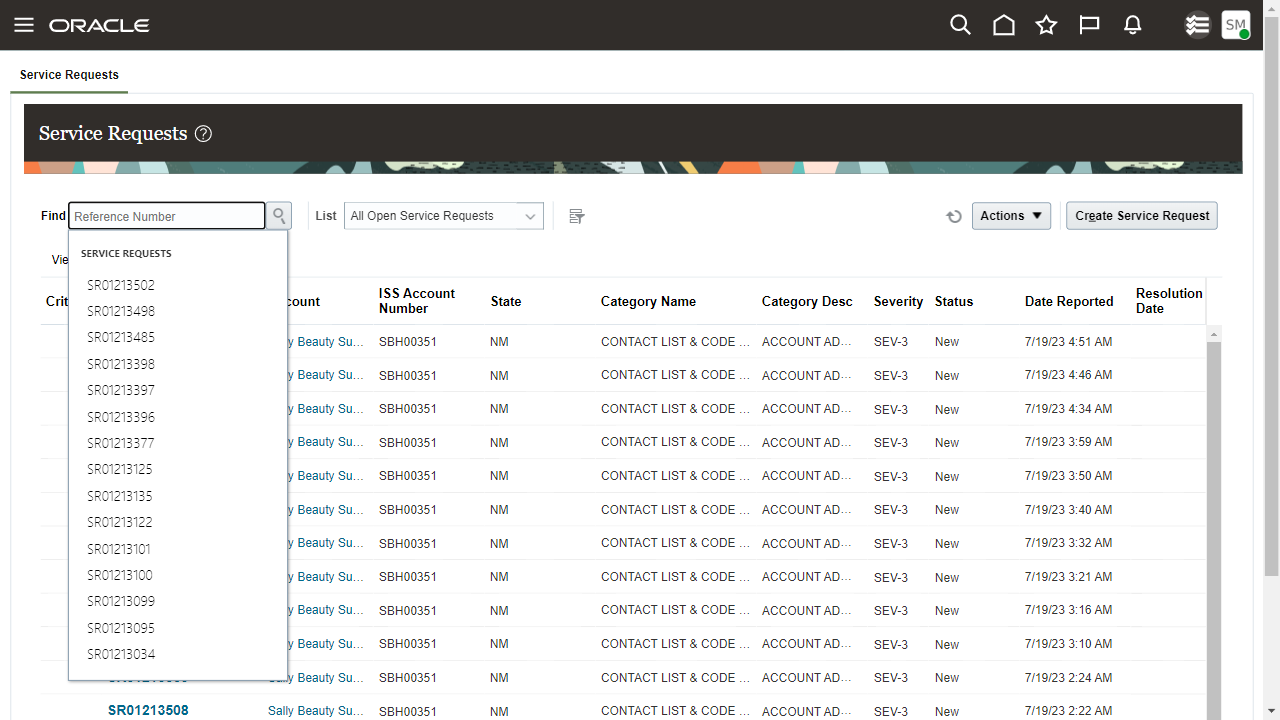 ORACLE
SM
Service Requests
Service Requests ?
Find Reference Number List All Open Service Requests Actions Create Service Request
Vie
SERVICE REQUESTS
SR01213502
SR01213498
SR01213485
SR01213398
SR01213397
SR01213396
SR01213377
SR01213125
SR01213135
SR01213122
SR01213101
SR01213100
SR01213099
SR01213095
SR01213034
Crit count ISS Account Number State Category Name Category Desc Severity Status Date Reported Resolution Date
y Beauty Su... SBH00351 NM CONTACT LIST & CODE ... ACCOUNT AD... SEV-3 New 7/19/23 4:51 AM
y Beauty Su... SBH00351 NM CONTACT LIST & CODE ... ACCOUNT AD... SEV-3 New 7/19/23 4:46 AM
y Beauty Su... SBH00351 NM CONTACT LIST & CODE ... ACCOUNT AD... SEV-3 New 7/19/23 4:34 AM
y Beauty Su... SBH00351 NM CONTACT LIST & CODE ... ACCOUNT AD... SEV-3 New 7/19/23 3:59 AM
y Beauty Su... SBH00351 NM CONTACT LIST & CODE ... ACCOUNT AD... SEV-3 New 7/19/23 3:50 AM
y Beauty Su... SBH00351 NM CONTACT LIST & CODE ... ACCOUNT AD... SEV-3 New 7/19/23 3:40 AM
y Beauty Su... SBH00351 NM CONTACT LIST & CODE ... ACCOUNT AD... SEV-3 New 7/19/23 3:32 AM
y Beauty Su... SBH00351 NM CONTACT LIST & CODE ... ACCOUNT AD... SEV-3 New 7/19/23 3:21 AM
y Beauty Su... SBH00351 NM CONTACT LIST & CODE ... ACCOUNT AD... SEV-3 New 7/19/23 3:16 AM
y Beauty Su... SBH00351 NM CONTACT LIST & CODE ... ACCOUNT AD... SEV-3 New 7/19/23 3:10 AM
Sally Beauty Su... SBH00351 NM CONTACT LIST & CODE ... ACCOUNT AD... SEV-3 New 7/19/23 2:24 AM
SR01213508 Sally Beauty Su... SBH00351 NM CONTACT LIST & CODE ... ACCOUNT AD... SEV-3 New 7/19/23 2:22 AM